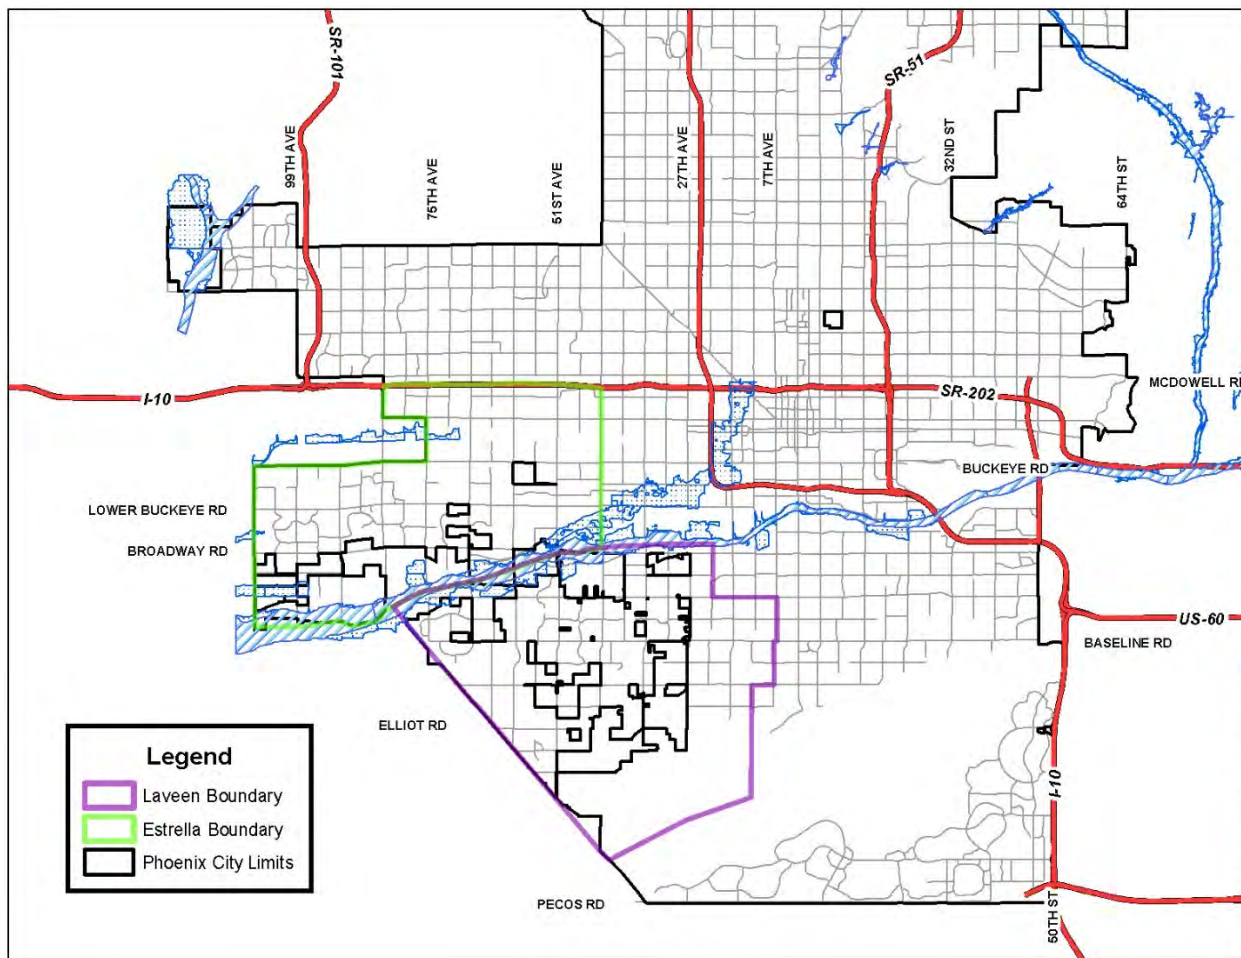 SR-101
SR-51
99TH AVE
75TH AVE
51ST AVE
27TH AVE
7TH AVE
32ND ST
64TH ST
I-10
SR-202
MCDOWELL RD
BUCKEYE RD
LOWER BUCKEYE RD
BROADWAY RD
US-60
BASELINE RD
ELLIOT RD
I-10
PECOS RD
50TH ST
Legend
Laveen Boundary
Estrella Boundary
Phoenix City Limits